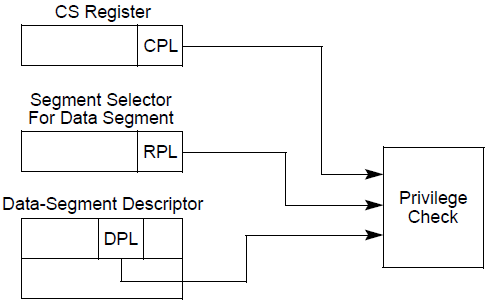 CS Register
CPL
Segment Selector
For Data Segment
RPL
Data-Segment Descriptor
DPL
Privilege
Check